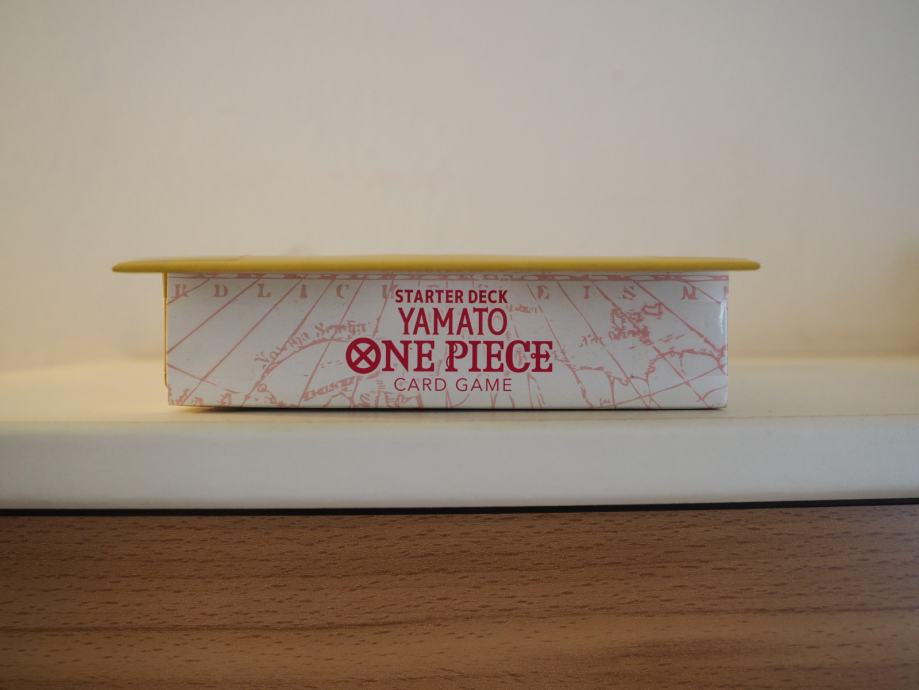 R D L I C E I S M
STARTER DECK
YAMATO
ONE PIECE
CARD GAME